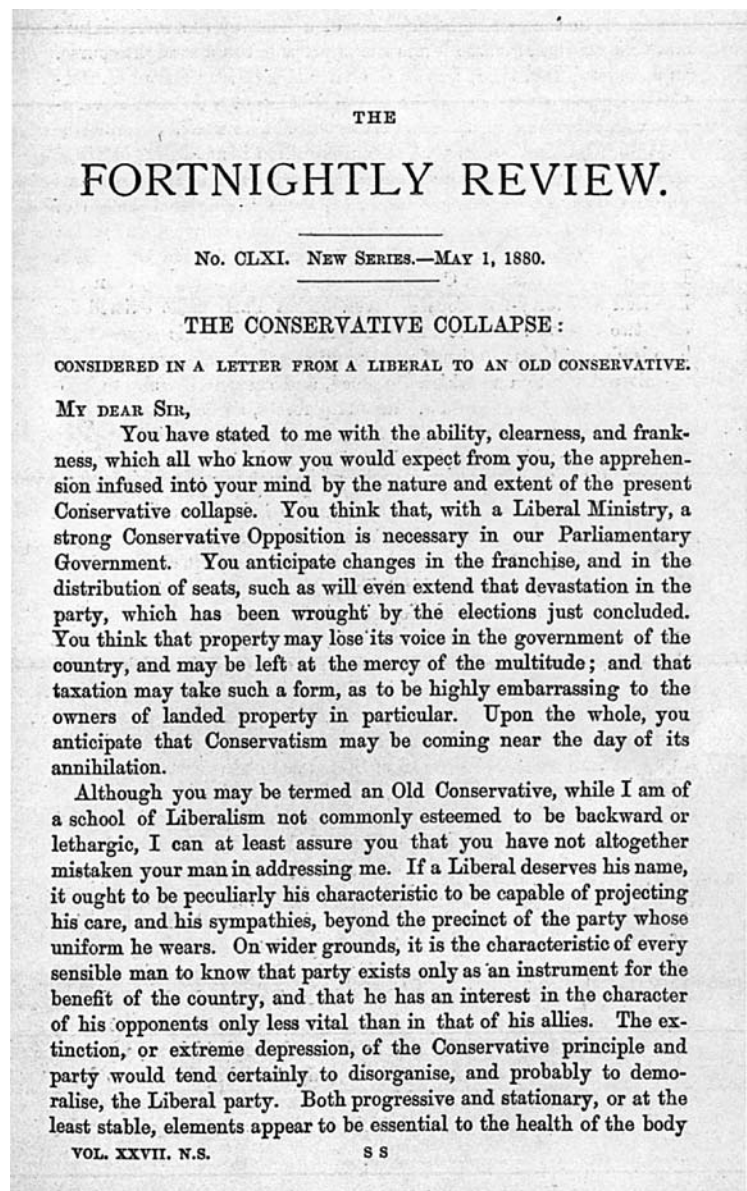 THE
FORTNIGHTLY REVIEW.
No. CLXI. New Series.—May 1, 1880.
THE CONSERVATIVE COLLAPSE:
CONSIDERED IN A LETTER FROM A LIBERAL TO AN OLD CONSERVATIVE.
My dear Sir,
You have stated to me with the ability, clearness, and frank-
ness, which all who know you would expect from you, the apprehen-
sion infused into your mind by the nature and extent of the present
Conservative collapse. You think that, with a Liberal Ministry, a
strong Conservative Opposition is necessary in our Parliamentary
Government. You anticipate changes in the franchise, and in the
distribution of seats, such as will even extend that devastation in the
party, which has been wrought by the elections just concluded.
You think that property may lose its voice in the government of the
country, and may be left at the mercy of the multitude; and that
taxation may take such a form, as to be highly embarrassing to the
owners of landed property in particular. Upon the whole, you
anticipate that Conservatism may be coming near the day of its
annihilation.
Although you may be termed an Old Conservative, while I am of
a school of Liberalism not commonly esteemed to be backward or
lethargic, I can at least assure you that you have not altogether
mistaken your man in addressing me. If a Liberal deserves his name,
it ought to be peculiarly his characteristic to be capable of projecting
his care, and his sympathies, beyond the precinct of the party whose
uniform he wears. On wider grounds, it is the characteristic of every
sensible man to know that party exists only as an instrument for the
benefit of the country, and that he has an interest in the character
of his opponents only less vital than in that of his allies. The ex-
tinction, or extreme depression, of the Conservative principle and
party would tend certainly to disorganise, and probably to demo-
ralise, the Liberal party. Both progressive and stationary, or at the
least stable, elements appear to be essential to the health of the body
VOL. XXVII. N.S. S S